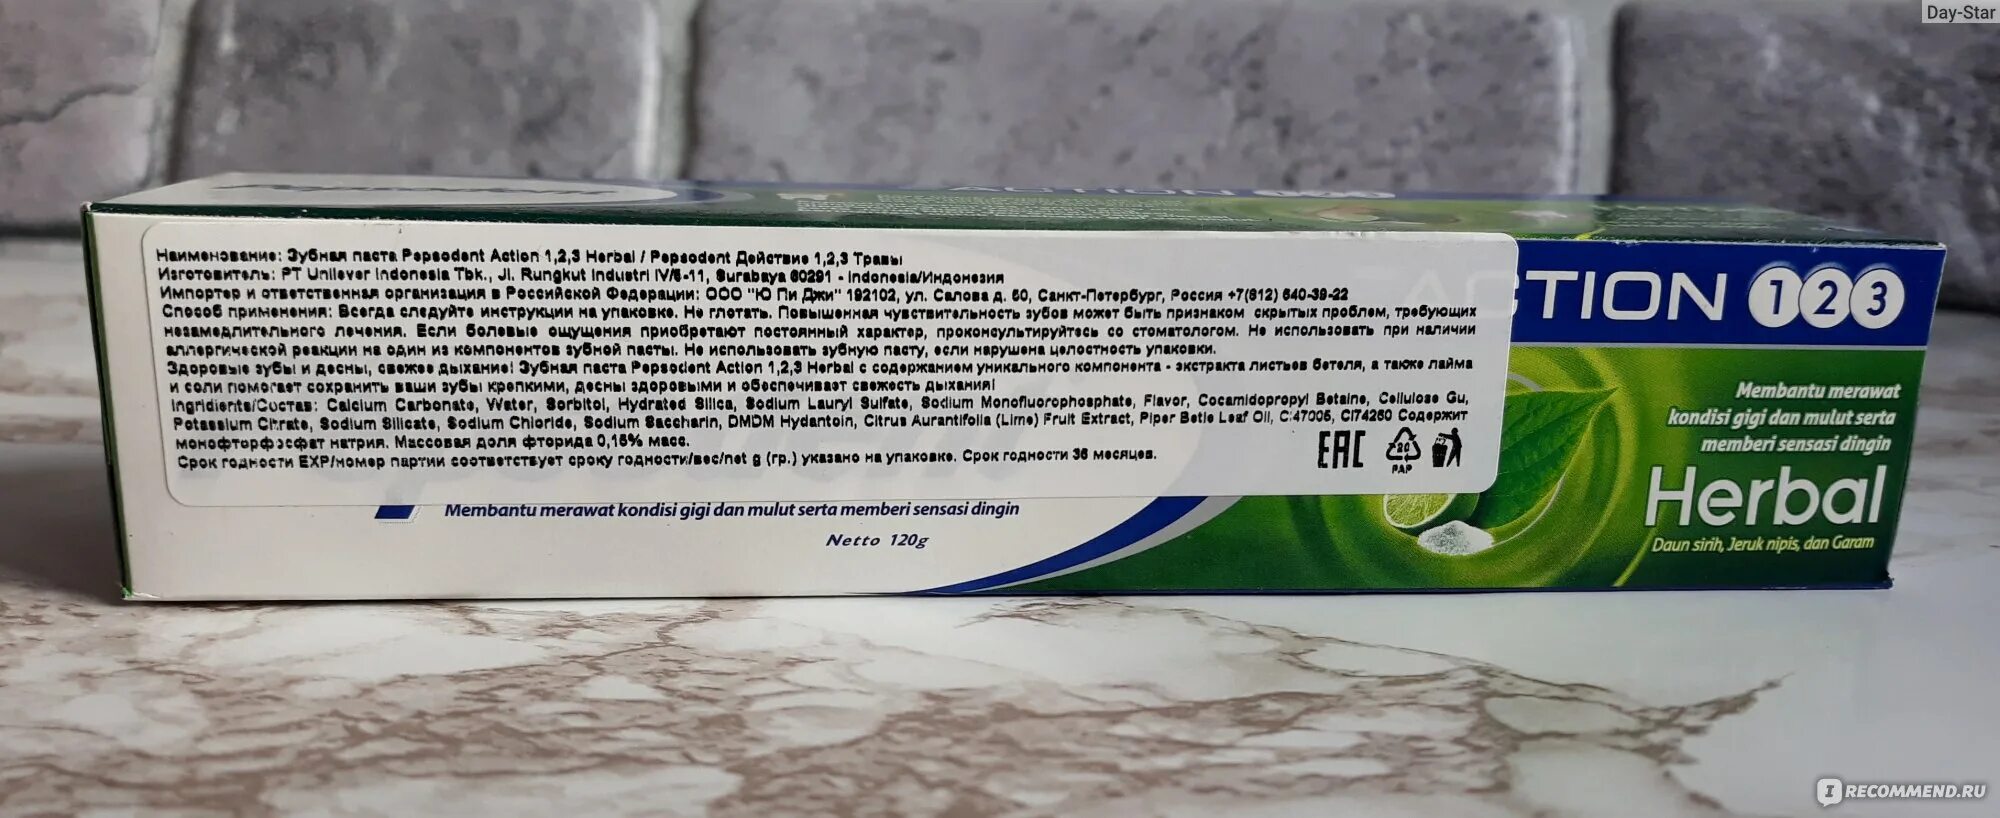 Day-Star
ACTION 123
Наименование: Зубная паста Pepsodent Action 1,2,3 Herbal / Pepsodent Действие 1,2,3 Травы
Изготовитель: PT Unilever Indonesia Tbk., Jl. Rungkut Industri IV/5-11, Surabaya 60291 - Indonesia/Индонезия
Импортер и ответственная организация в Российской Федерации: ООО "Ю Пи Джи" 192102, ул. Салова д. 50, Санкт-Петербург, Россия +7(812) 640-39-22
Способ применения: Всегда следуйте инструкции на упаковке. Не глотать. Повышенная чувствительность зубов может быть признаком скрытых проблем, требующих
незамедлительного лечения. Если болевые ощущения приобретают постоянный характер, проконсультируйтесь со стоматологом. Не использовать при наличии
аллергической реакции на один из компонентов зубной пасты. Не использовать зубную пасту, если нарушена целостность упаковки.
Здоровые зубы и десны, свежее дыхание! Зубная паста Pepsodent Action 1,2,3 Herbal с содержанием уникального компонента - экстракта листьев бетеля, а также лайма
и соли помогает сохранить ваши зубы крепкими, десны здоровыми и обеспечивает свежесть дыхания!
Ingridients/Состав: Calcium Carbonate, Water, Sorbitol, Hydrated Silica, Sodium Lauryl Sulfate, Sodium Monofluorophosphate, Flavor, Cocamidopropyl Betaine, Cellulose Gu,
Potassium Citrate, Sodium Silicate, Sodium Chloride, Sodium Saccharin, DMDM Hydantoin, Citrus Aurantifolia (Lime) Fruit Extract, Piper Betle Leaf Oil, CI47005, CI74260 Содержит
монофторфосфат натрия. Массовая доля фторида 0,15% масс.
Срок годности EXP/номер партии соответствует сроку годности/вес/net g (гр.) указано на упаковке. Срок годности 36 месяцев.
EAC
20
PAP
Membantu merawat kondisi gigi dan mulut serta memberi sensasi dingin
Netto 120g
CTION 1 2 3
Membantu merawat
kondisi gigi dan mulut serta
memberi sensasi dingin
Herbal
Daun sirih, Jeruk nipis, dan Garam
IRECOMMEND.RU